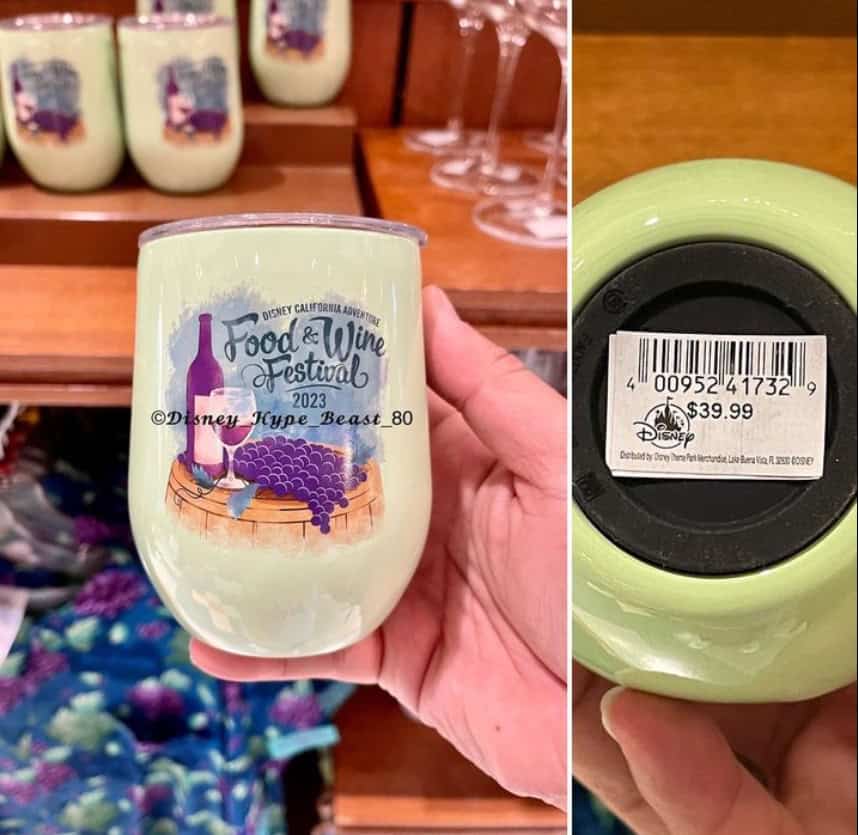 DISNEY CALIFORNIA ADVENTURE
Food & Wine
Festival
2023
©Disney_Hype_Beast_80
4 00952 41732 9
$39.99
Disney
Distributed by: Disney Theme Park Merchandise, Lake Buena Vista, FL 32830 ©DISNEY